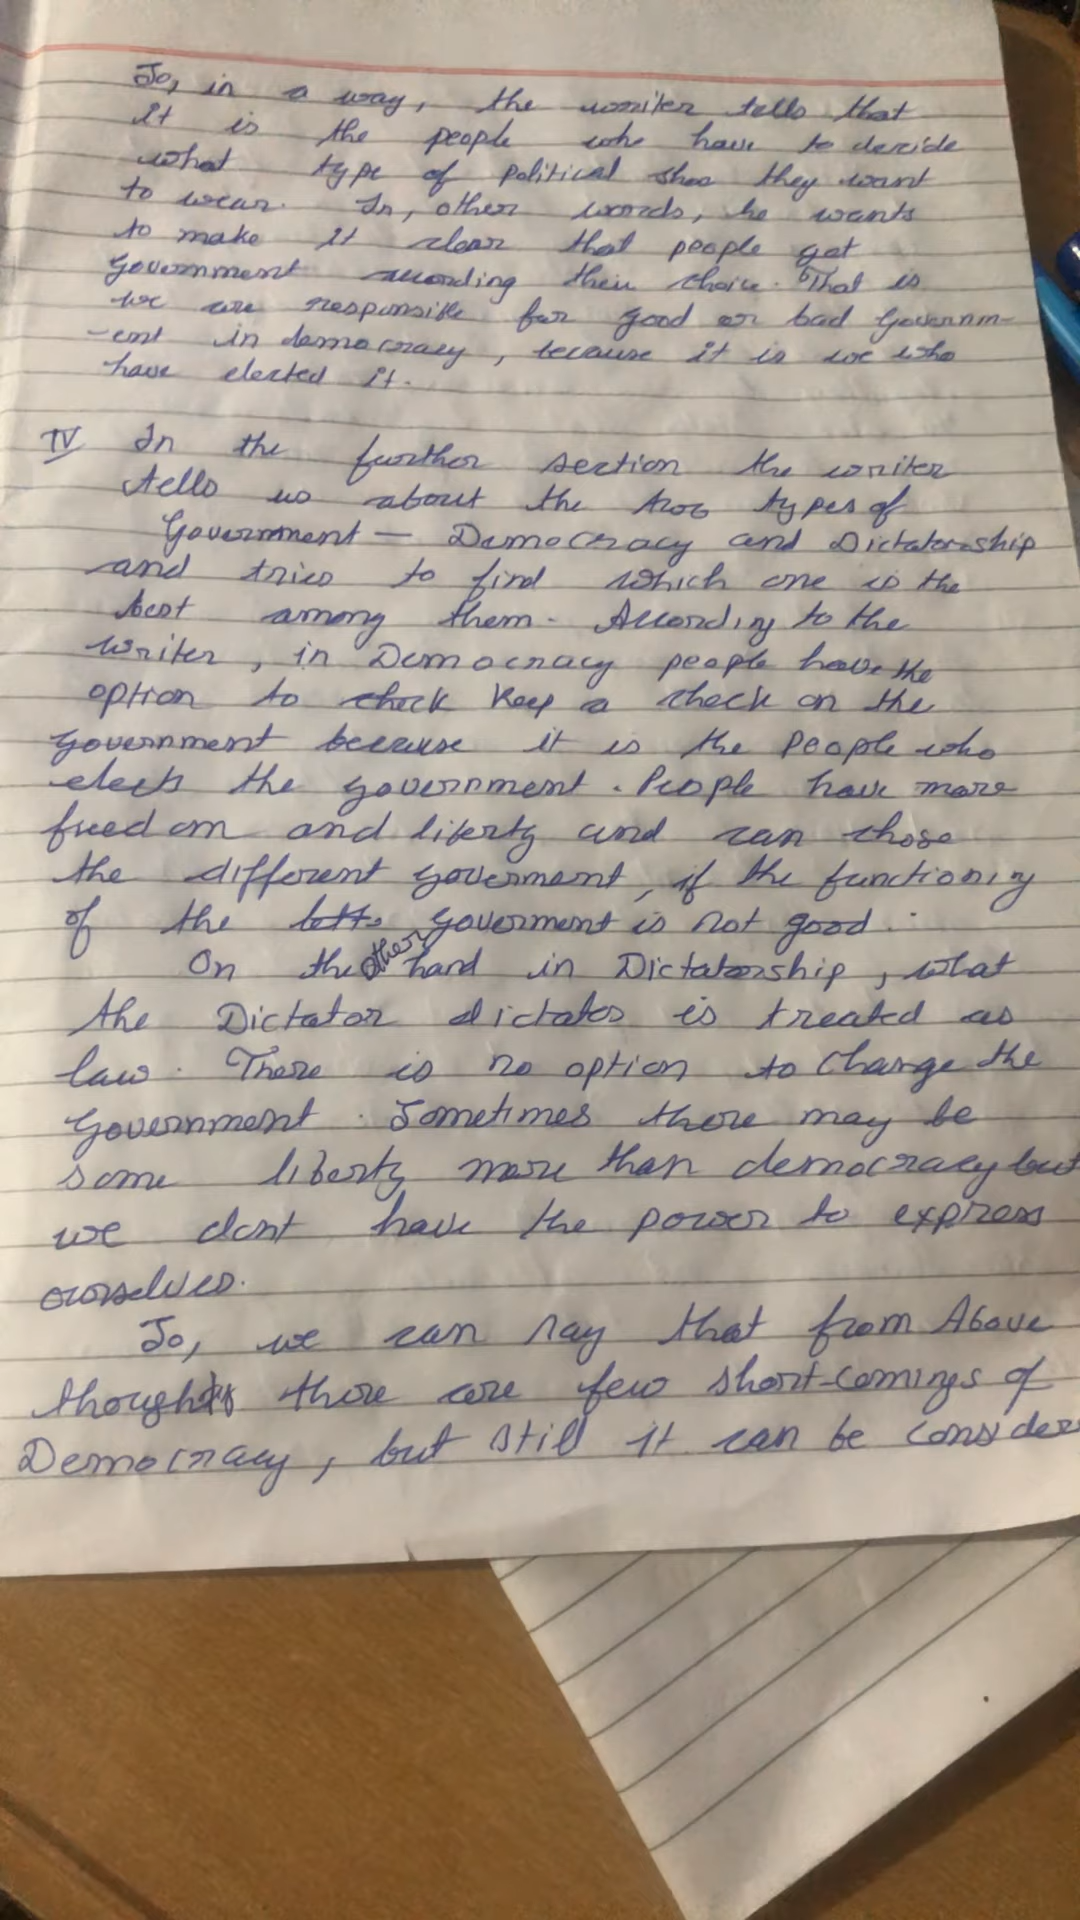 So, in a way, the writer tells that
it is the people who have to decide
what type of political shoe they want
to wear. In, other words, he wants
to make it clear that people get
Government according their choice. That is
we are responsible for good or bad Governm-
-ent in democracy, because it is we who
have elected it.
IV In the further section the writer
tells us about the two types of
Government — Democracy and Dictatorship
and tries to find which one is the
best among them. According to the
writer, in Democracy people have the
option to check keep a check on the
Government because it is the people who
elects the government. People have more
freedom and liberty and can chose
the different goverment, if the functioning
of the Goverment is not good.
On the other hand in Dictatorship, what
the Dictator dictates is treated as
law. There is no option to change the
Government. Sometimes there may be
some liberty more than democracy but
we dont have the power to express
ourselves.
So, we can say that from Above
there are few short-comings of
Democracy, but still it can be consider